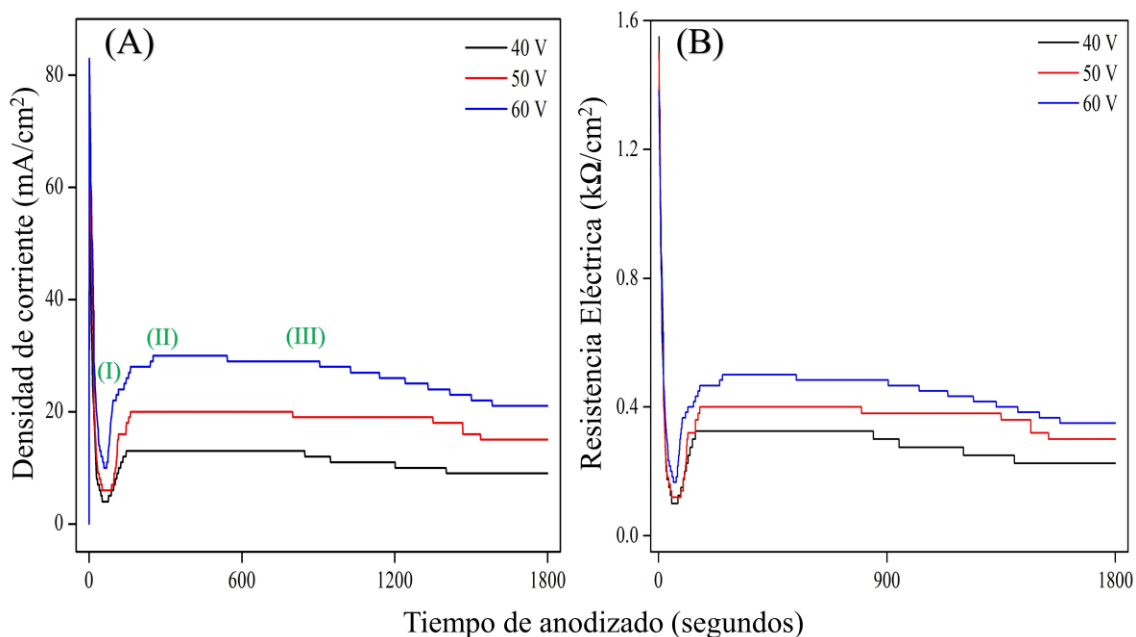 (A)
40 V
50 V
60 V
80
60
40
20
0
Densidad de corriente (mA/cm²)
(I)
(II)
(III)
0
600
1200
1800
(B)
40 V
50 V
60 V
1.6
1.2
0.8
0.4
0.0
Resistencia Eléctrica (kΩ/cm²)
0
900
1800
Tiempo de anodizado (segundos)